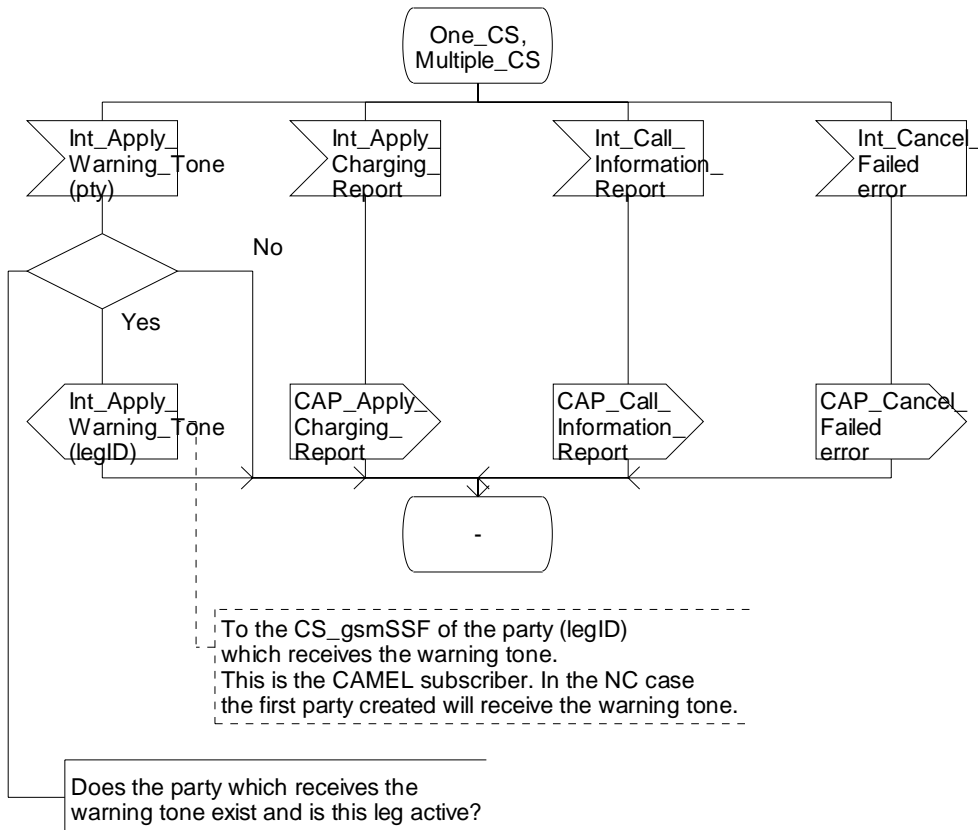 One_CS,
Multiple_CS
Int_Apply_
Warning_Tone
(pty)
Int_Apply_
Charging_
Report
Int_Call_
Information_
Report
Int_Cancel_
Failed
error
No
Yes
Int_Apply_
Warning_Tone
(legID)
CAP_Apply_
Charging_
Report
CAP_Call_
Information_
Report
CAP_Cancel_
Failed
error
-
To the CS_gsmSSF of the party (legID)
which receives the warning tone.
This is the CAMEL subscriber. In the NC case
the first party created will receive the warning tone.
Does the party which receives the
warning tone exist and is this leg active?